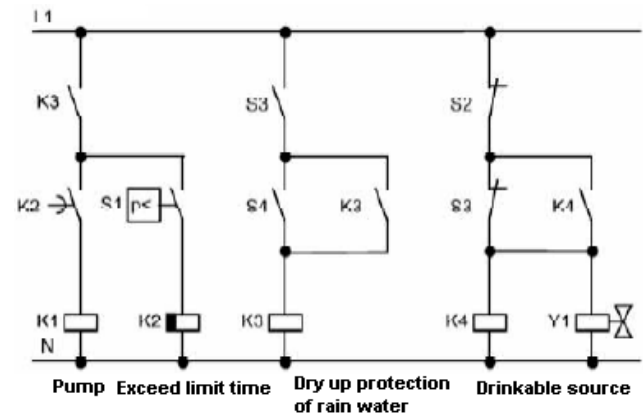 L1
K3
S3
S2
K2
S1
p<
S4
K3
S3
K4
K1
K2
K3
K4
Y1
N
Pump
Exceed limit time
Dry up protection
of rain water
Drinkable source